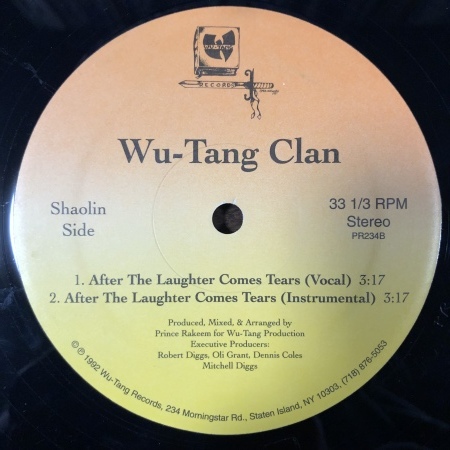 WU-TANG
RECORDS
Wu-Tang Clan
Shaolin
Side
33 1/3 RPM
Stereo
PR234B
1. After The Laughter Comes Tears (Vocal) 3:17
2. After The Laughter Comes Tears (Instrumental) 3:17
Produced, Mixed, & Arranged by
Prince Rakeem for Wu-Tang Production
Executive Producers:
Robert Diggs, Oli Grant, Dennis Coles
Mitchell Diggs
©℗ 1992 Wu-Tang Records, 234 Morningstar Rd., Staten Island, NY 10303, (718) 876-5053